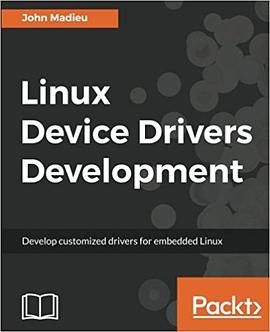 John Madieu
Linux
Device Drivers
Development
Develop customized drivers for embedded Linux
Packt>